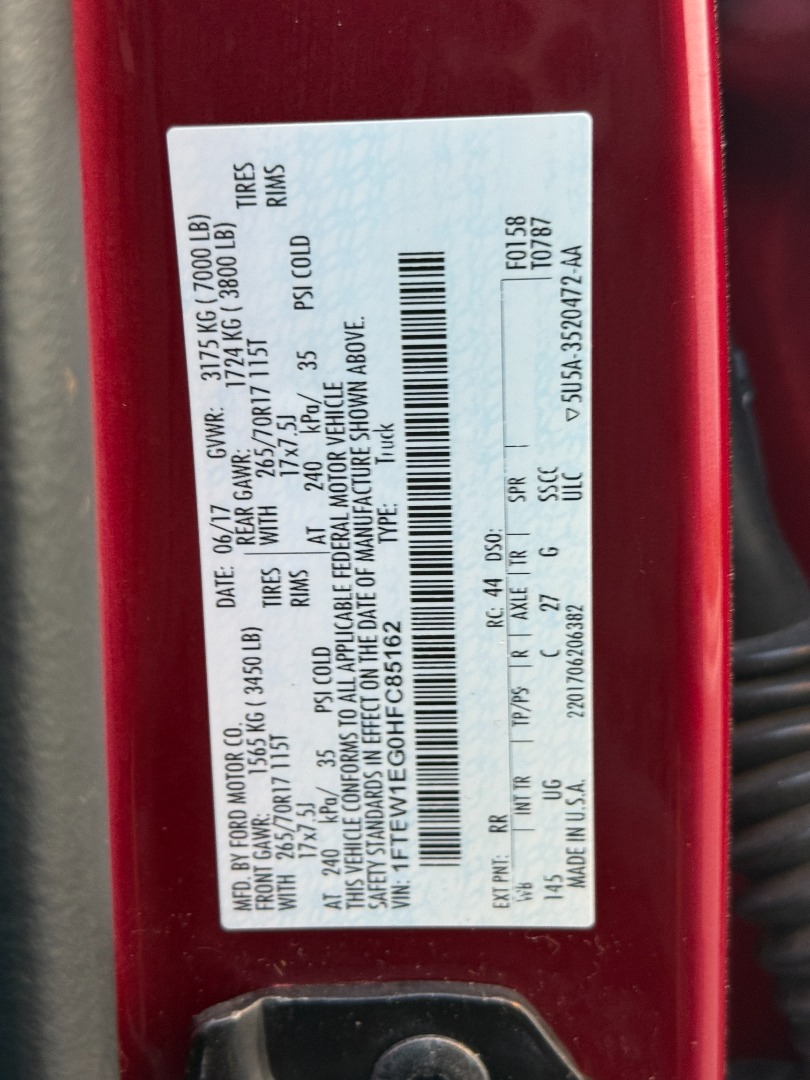 MFD. BY FORD MOTOR CO. DATE: 06/17 GVWR: 3175 KG ( 7000 LB)
FRONT GAWR: 1565 KG ( 3450 LB) REAR GAWR: 1724 KG ( 3800 LB)
WITH 265/70R17 115T TIRES WITH 265/70R17 115T TIRES
17x7.5J RIMS 17x7.5J RIMS
AT 240 kPa/ 35 PSI COLD AT 240 kPa/ 35 PSI COLD
THIS VEHICLE CONFORMS TO ALL APPLICABLE FEDERAL MOTOR VEHICLE
SAFETY STANDARDS IN EFFECT ON THE DATE OF MANUFACTURE SHOWN ABOVE.
VIN: 1FTEW1EG0HFC85162 TYPE: Truck
EXT PNT: RR RC: 44 DSO: F0158
WB INT TR TP/PS R AXLE TR SPR T0787
145 UG C 27 G SSCC
MADE IN U.S.A. 2201706206382 ULC ▽5U5A-3520472-AA